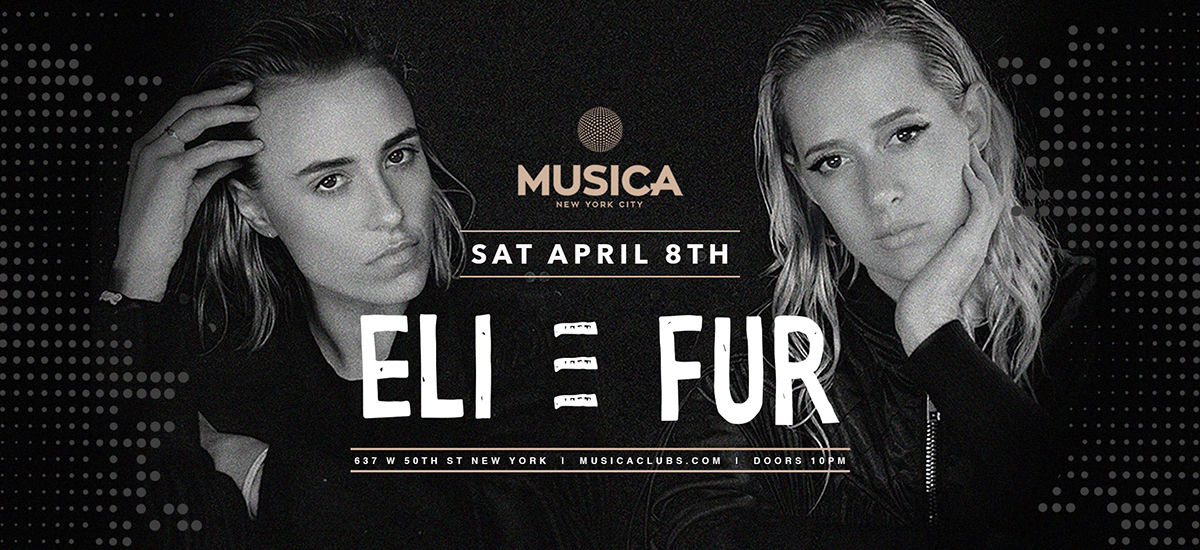 MUSICA
NEW YORK CITY
SAT APRIL 8TH
ELI Ξ FUR
637 W 50TH ST NEW YORK | MUSICACLUBS.COM | DOORS 10PM